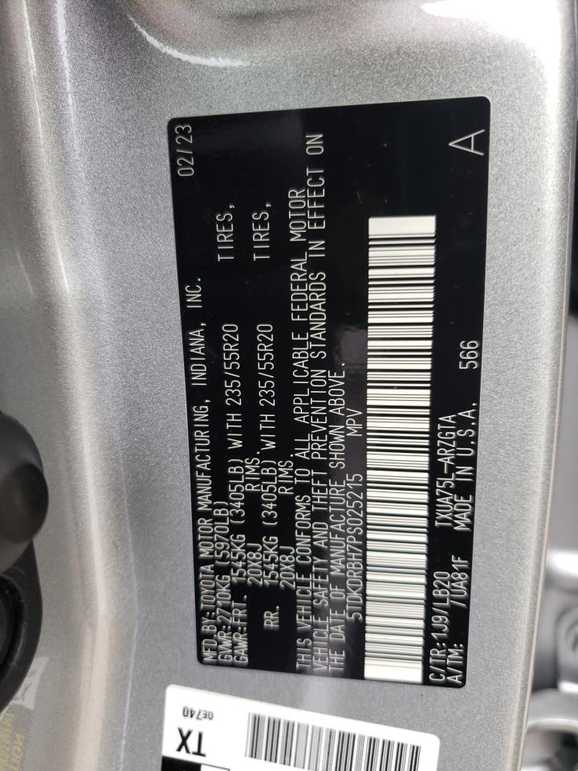 MFD.BY:TOYOTA MOTOR MANUFACTURING, INDIANA, INC. 02/23
GVWR:2710KG (5970LB)
GAWR:FRT. 1545KG (3405LB) WITH 235/55R20 TIRES,
20X8J RIMS.
RR. 1545KG (3405LB) WITH 235/55R20 TIRES,
20X8J RIMS.
THIS VEHICLE CONFORMS TO ALL APPLICABLE FEDERAL MOTOR
VEHICLE SAFETY AND THEFT PREVENTION STANDARDS IN EFFECT ON
THE DATE OF MANUFACTURE SHOWN ABOVE.
5TDKDRBH7PS025215 MPV
C/TR:1J9/LB20 TXUA75L-ARZGTA 566 A
A/TM: /UA81F MADE IN U.S.A.
TX
0E740